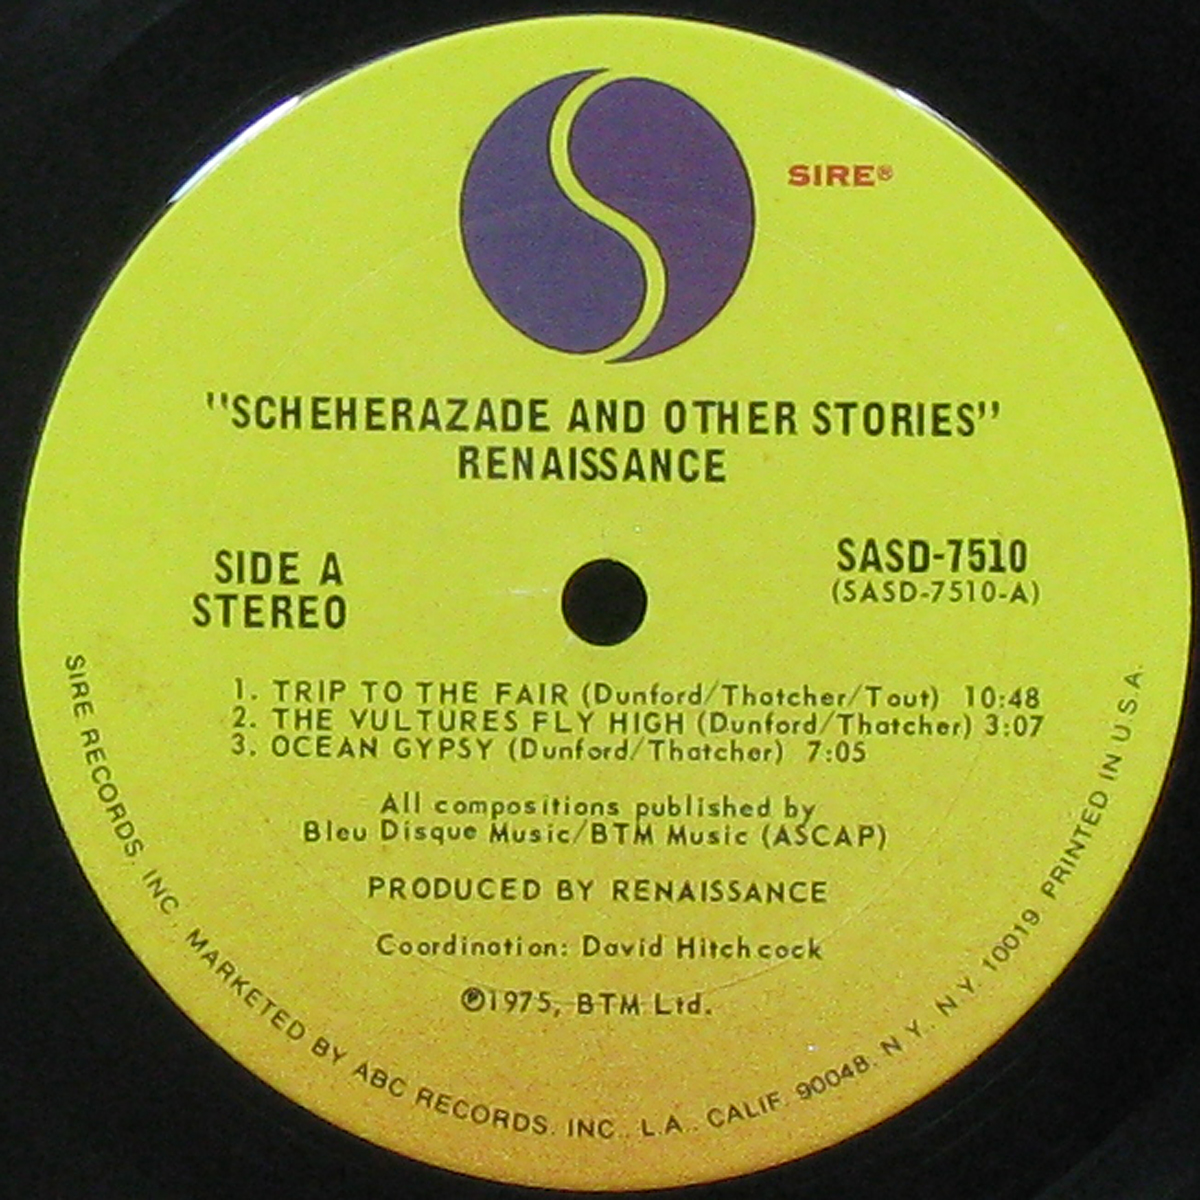 SIRE®
"SCHEHERAZADE AND OTHER STORIES"
RENAISSANCE
SIDE A
STEREO
SASD-7510
(SASD-7510-A)
1. TRIP TO THE FAIR (Dunford/Thatcher/Tout) 10:48
2. THE VULTURES FLY HIGH (Dunford/Thatcher) 3:07
3. OCEAN GYPSY (Dunford/Thatcher) 7:05
All compositions published by
Bleu Disque Music/BTM Music (ASCAP)
PRODUCED BY RENAISSANCE
Coordination: David Hitchcock
℗1975, BTM Ltd.
SIRE RECORDS, INC. MARKETED BY ABC RECORDS, INC., L.A., CALIF. 90048, N.Y., N.Y. 10019. PRINTED IN U.S.A.